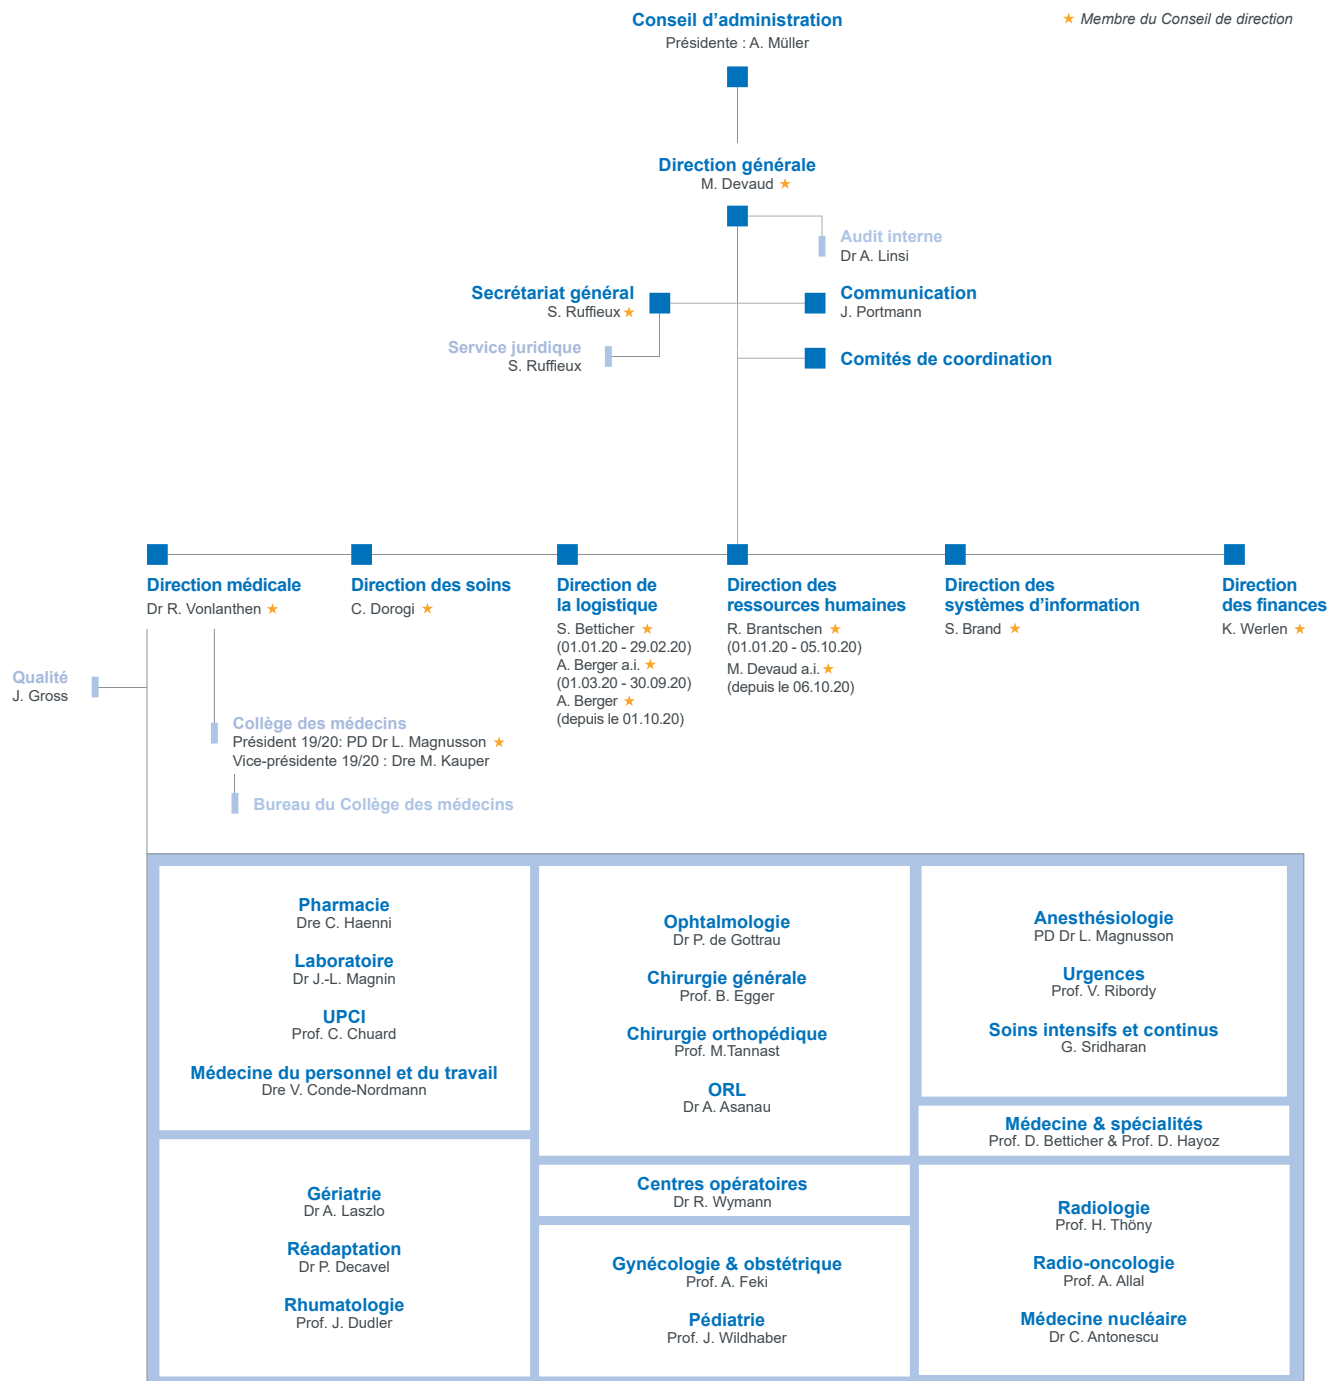 Conseil d’administration
Présidente : A. Müller
★ Membre du Conseil de direction
Direction générale
M. Devaud ★
Audit interne
Dr A. Linsi
Secrétariat général
S. Ruffieux ★
Communication
J. Portmann
Service juridique
S. Ruffieux
Comités de coordination
Direction médicale
Dr R. Vonlanthen ★
Direction des soins
C. Dorogi ★
Direction de
la logistique
S. Betticher ★
(01.01.20 - 29.02.20)
A. Berger a.i. ★
(01.03.20 - 30.09.20)
A. Berger ★
(depuis le 01.10.20)
Direction des
ressources humaines
R. Brantschen ★
(01.01.20 - 05.10.20)
M. Devaud a.i. ★
(depuis le 06.10.20)
Direction des
systèmes d’information
S. Brand ★
Direction
des finances
K. Werlen ★
Qualité
J. Gross
Collège des médecins
Président 19/20: PD Dr L. Magnusson ★
Vice-présidente 19/20 : Dre M. Kauper
Bureau du Collège des médecins
Pharmacie
Dre C. Haenni
Laboratoire
Dr J.-L. Magnin
UPCI
Prof. C. Chuard
Médecine du personnel et du travail
Dre V. Conde-Nordmann
Gériatrie
Dr A. Laszlo
Réadaptation
Dr P. Decavel
Rhumatologie
Prof. J. Dudler
Ophtalmologie
Dr P. de Gottrau
Chirurgie générale
Prof. B. Egger
Chirurgie orthopédique
Prof. M.Tannast
ORL
Dr A. Asanau
Centres opératoires
Dr R. Wymann
Gynécologie & obstétrique
Prof. A. Feki
Pédiatrie
Prof. J. Wildhaber
Anesthésiologie
PD Dr L. Magnusson
Urgences
Prof. V. Ribordy
Soins intensifs et continus
G. Sridharan
Médecine & spécialités
Prof. D. Betticher & Prof. D. Hayoz
Radiologie
Prof. H. Thöny
Radio-oncologie
Prof. A. Allal
Médecine nucléaire
Dr C. Antonescu